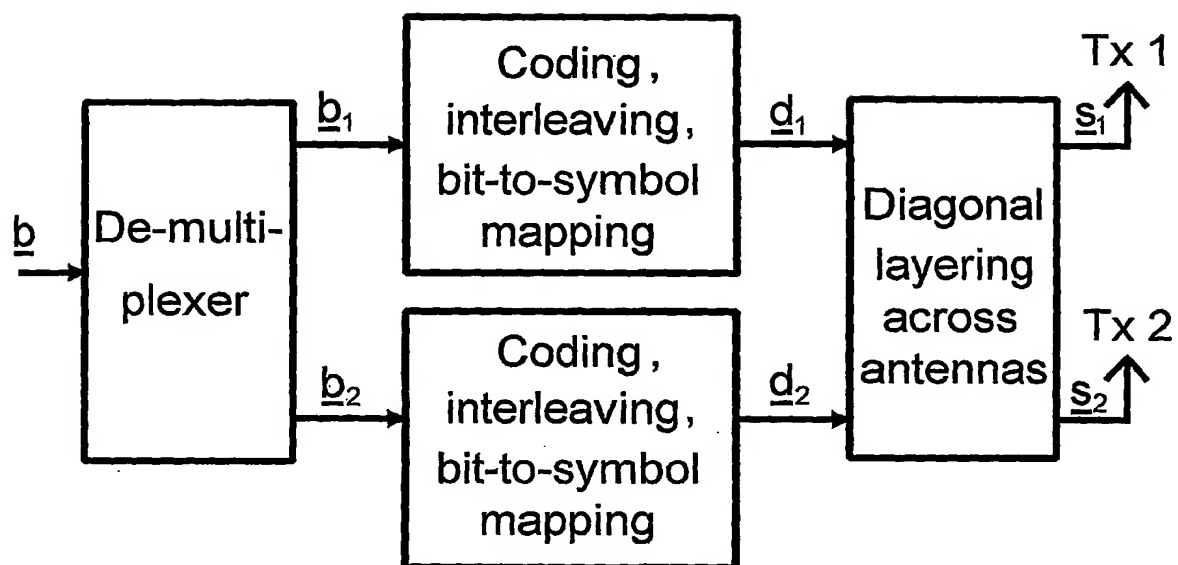 b
De-multi-
plexer
b₁
b₂
Coding,
interleaving,
bit-to-symbol
mapping
Coding,
interleaving,
bit-to-symbol
mapping
d₁
d₂
Diagonal
layering
across
antennas
s₁
Tx 1
s₂
Tx 2